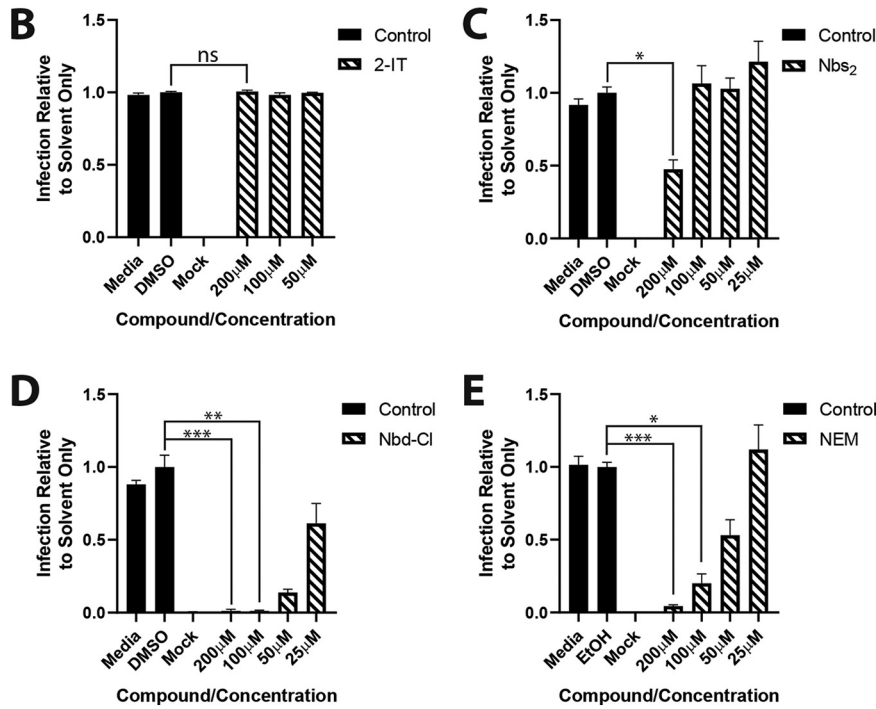 B
Control
2-IT
ns
Infection Relative
to Solvent Only
1.5
1.0
0.5
0.0
Media
DMSO
Mock
200μM
100μM
50μM
Compound/Concentration
C
Control
Nbs2
*
Infection Relative
to Solvent Only
1.5
1.0
0.5
0.0
Media
DMSO
Mock
200μM
100μM
50μM
25μM
Compound/Concentration
D
Control
Nbd-Cl
**
***
Infection Relative
to Solvent Only
1.5
1.0
0.5
0.0
Media
DMSO
Mock
200μM
100μM
50μM
25μM
Compound/Concentration
E
Control
NEM
*
***
Infection Relative
to Solvent Only
1.5
1.0
0.5
0.0
Media
EtOH
Mock
200μM
100μM
50μM
25μM
Compound/Concentration